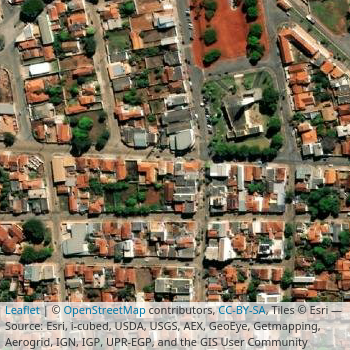 Leaflet | © OpenStreetMap contributors, CC-BY-SA, Tiles © Esri —
Source: Esri, i-cubed, USDA, USGS, AEX, GeoEye, Getmapping,
Aerogrid, IGN, IGP, UPR-EGP, and the GIS User Community